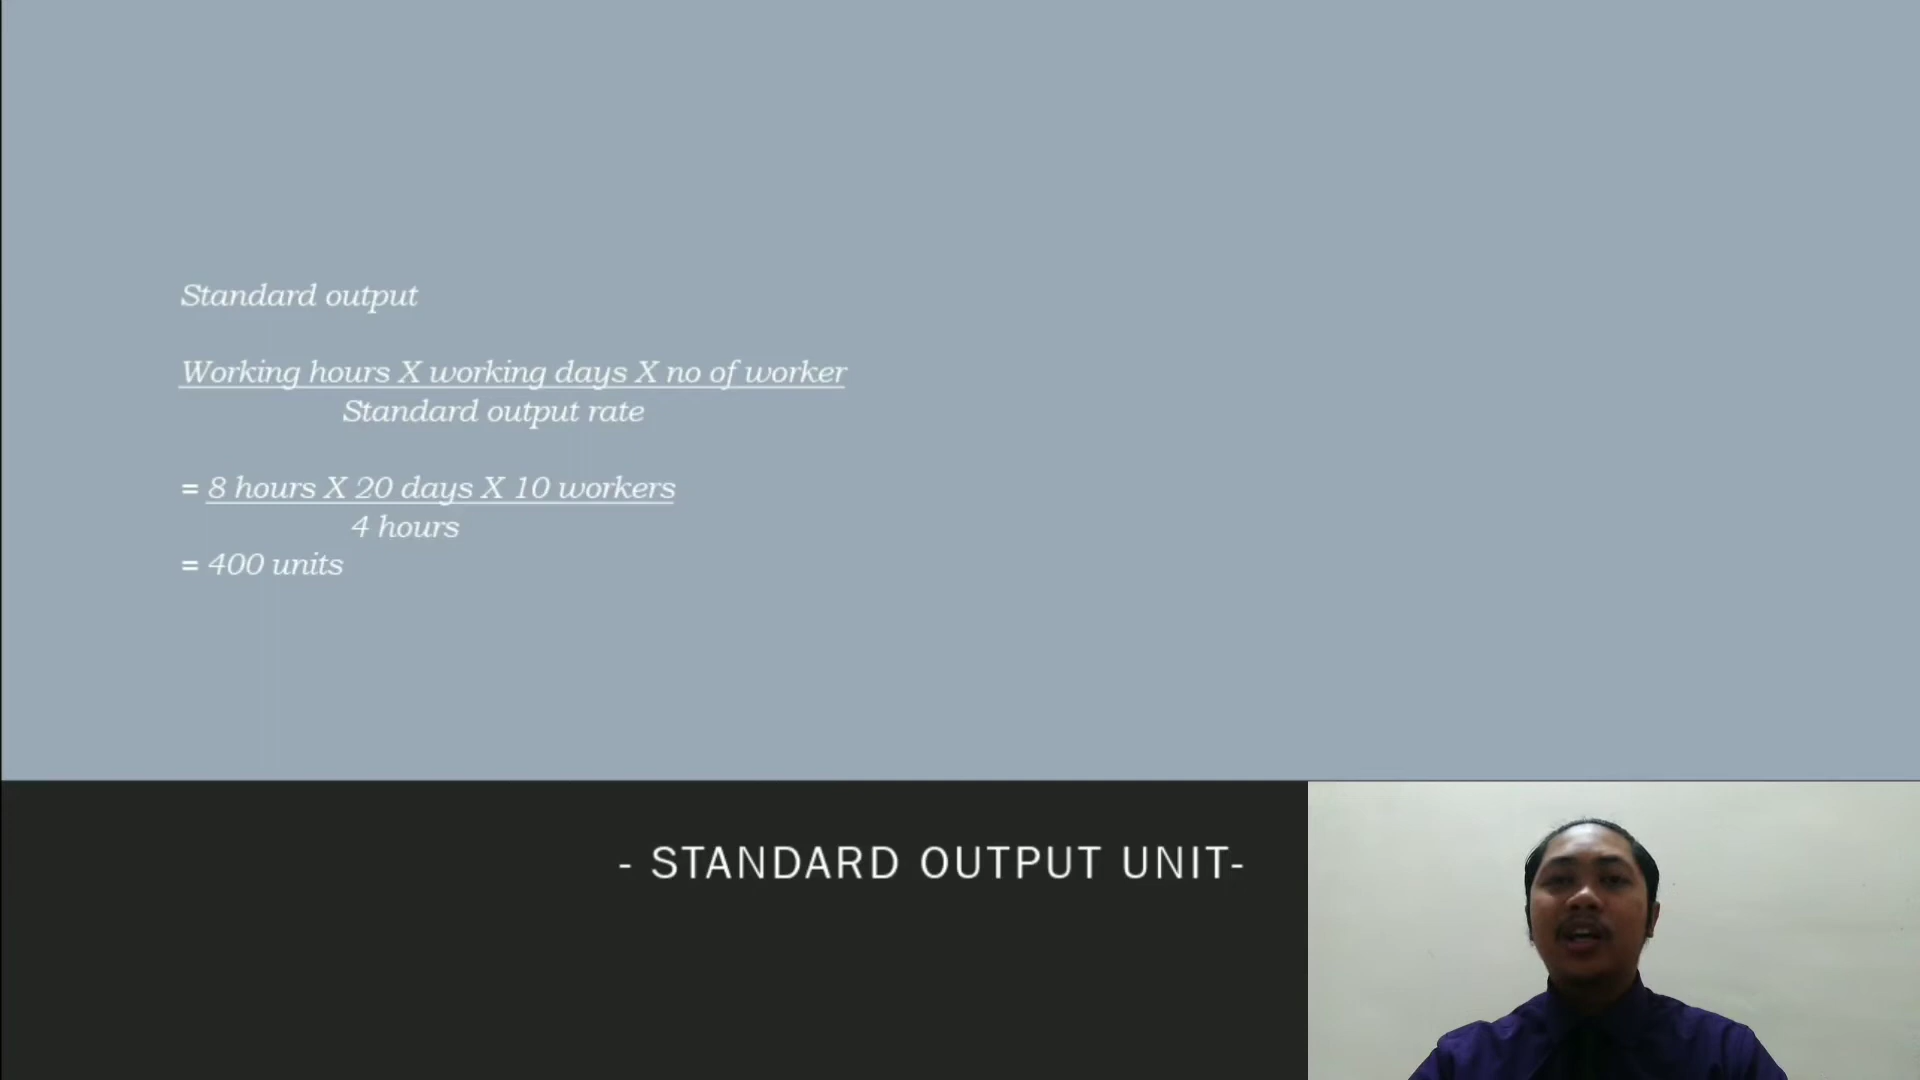 Standard output
Working hours X working days X no of worker
Standard output rate
= 8 hours X 20 days X 10 workers
4 hours
= 400 units
- STANDARD OUTPUT UNIT-